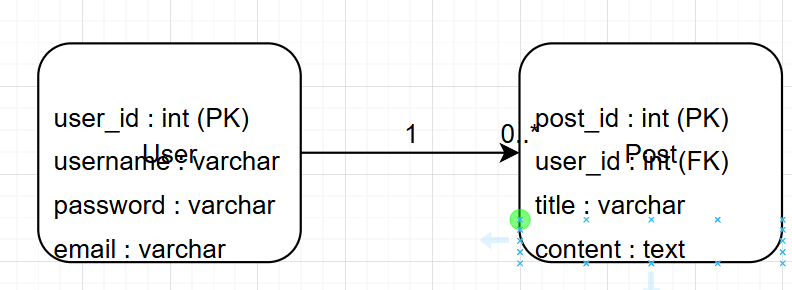 user_id : int (PK)
User
username : varchar
password : varchar
email : varchar
1
0..*
post_id : int (PK)
Post
user_id : int (FK)
title : varchar
content : text